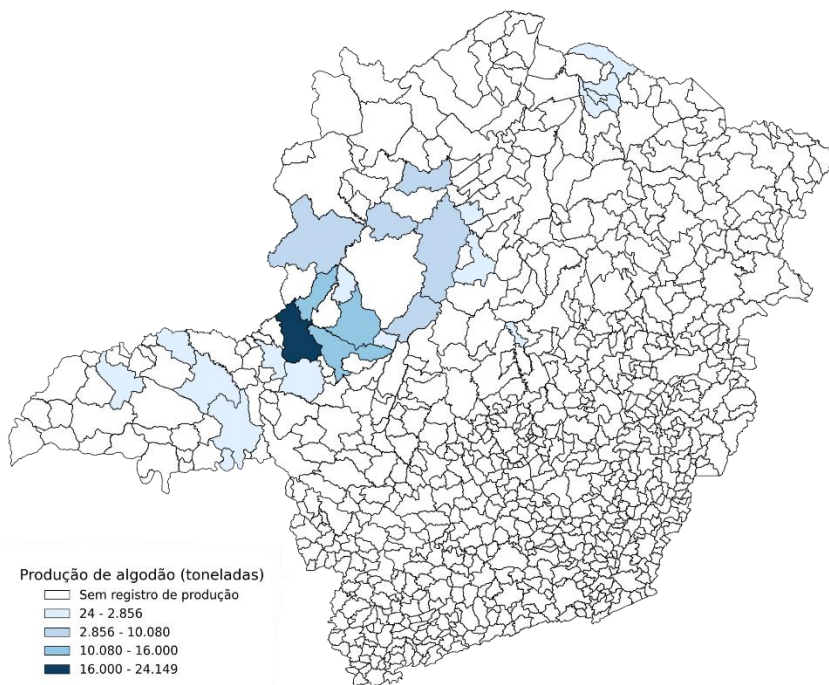 Produção de algodão (toneladas)
Sem registro de produção
24 - 2.856
2.856 - 10.080
10.080 - 16.000
16.000 - 24.149